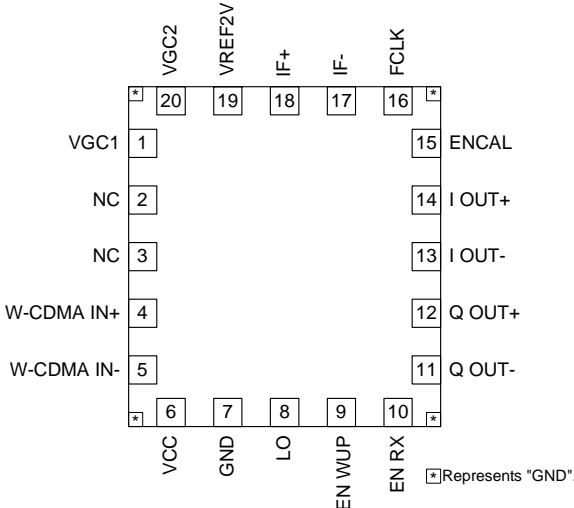 VGC2
VREF2V
IF+
IF-
FCLK
* 20 19 18 17 16 *
VGC1 1 15 ENCAL
NC 2 14 I OUT+
NC 3 13 I OUT-
W-CDMA IN+ 4 12 Q OUT+
W-CDMA IN- 5 11 Q OUT-
* 6 7 8 9 10 *
VCC
GND
LO
EN WUP
EN RX
* Represents "GND".